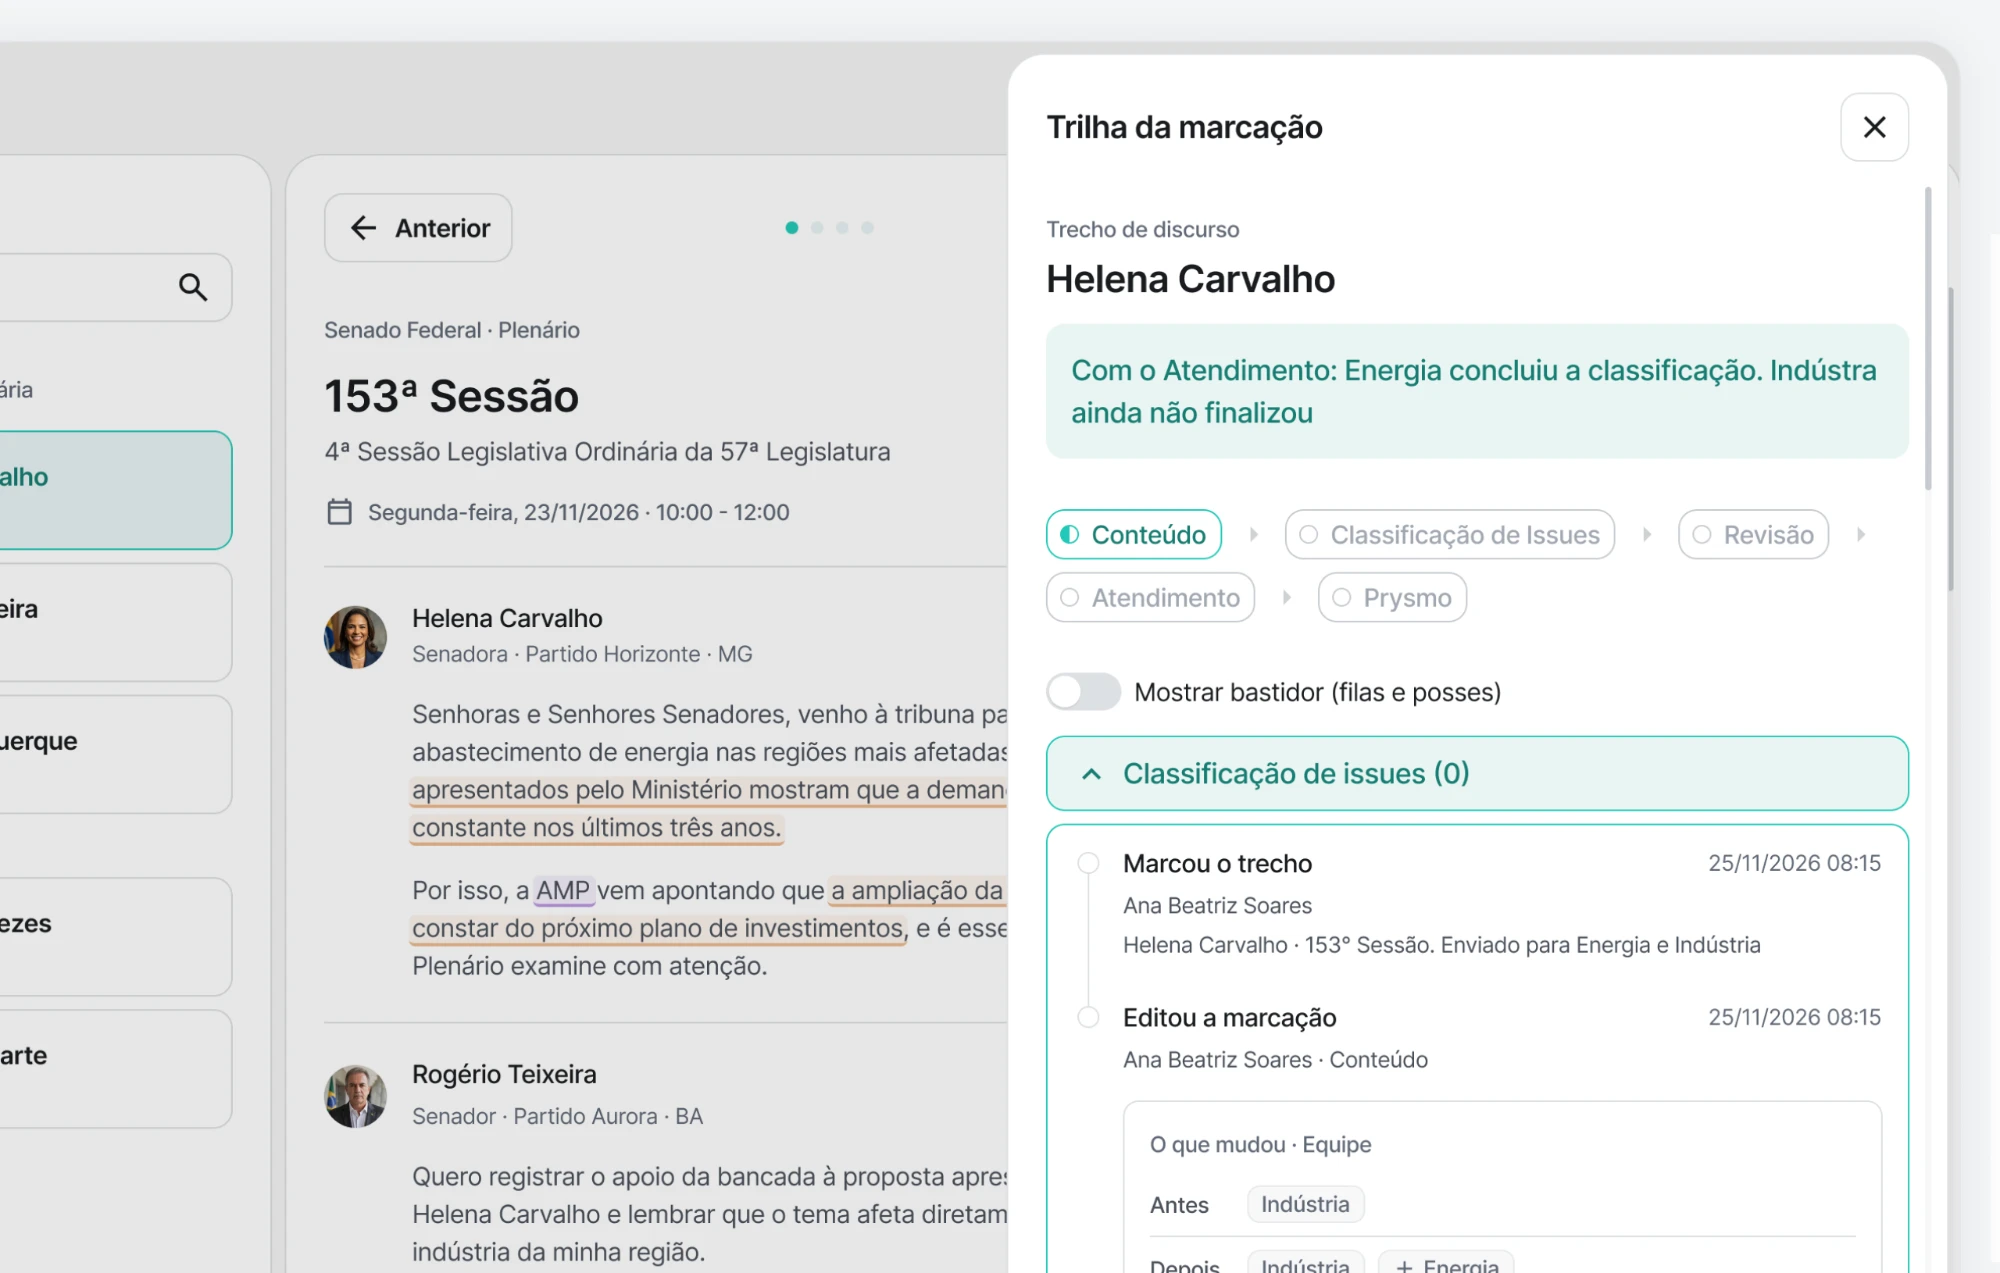 ária
alho
eira
uerque
ezes
arte
Anterior
Senado Federal · Plenário
153ª Sessão
4ª Sessão Legislativa Ordinária da 57ª Legislatura
Segunda-feira, 23/11/2026 · 10:00 - 12:00
Helena Carvalho
Senadora · Partido Horizonte · MG
Senhoras e Senhores Senadores, venho à tribuna pa
abastecimento de energia nas regiões mais afetadas
apresentados pelo Ministério mostram que a deman
constante nos últimos três anos.
Por isso, a AMP vem apontando que a ampliação da
constar do próximo plano de investimentos, e é esse
Plenário examine com atenção.
Rogério Teixeira
Senador · Partido Aurora · BA
Quero registrar o apoio da bancada à proposta apres
Helena Carvalho e lembrar que o tema afeta diretam
indústria da minha região.
Trilha da marcação
Trecho de discurso
Helena Carvalho
Com o Atendimento: Energia concluiu a classificação. Indústra
ainda não finalizou
Conteúdo Classificação de Issues Revisão
Atendimento Prysmo
Mostrar bastidor (filas e posses)
Classificação de issues (0)
Marcou o trecho 25/11/2026 08:15
Ana Beatriz Soares
Helena Carvalho · 153° Sessão. Enviado para Energia e Indústria
Editou a marcação 25/11/2026 08:15
Ana Beatriz Soares · Conteúdo
O que mudou · Equipe
Antes Indústria
Depois Indústria + Energia